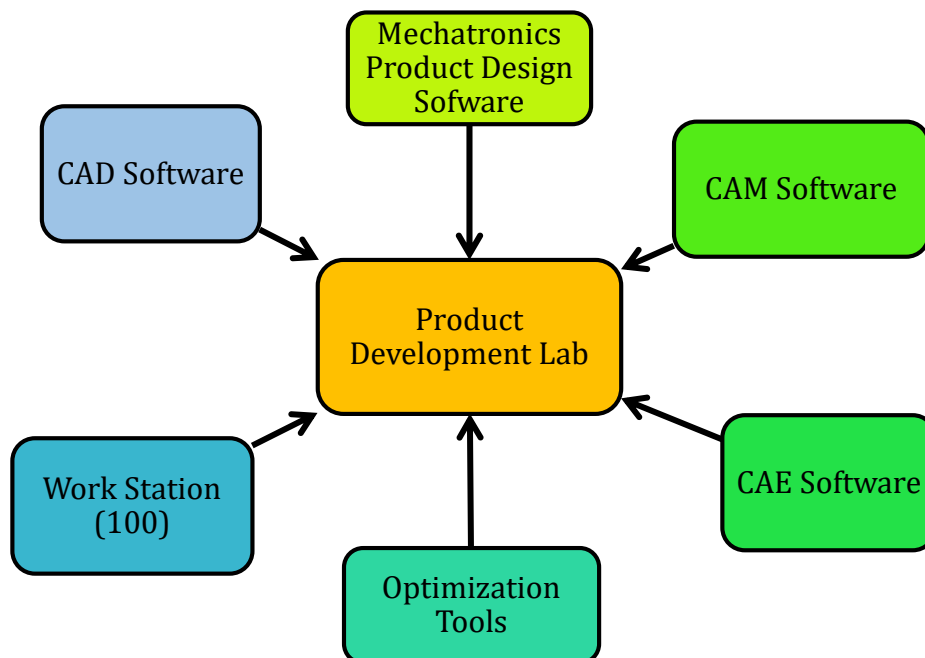 Mechatronics
Product Design
Sofware
CAD Software
CAM Software
Product
Development Lab
Work Station
(100)
CAE Software
Optimization
Tools